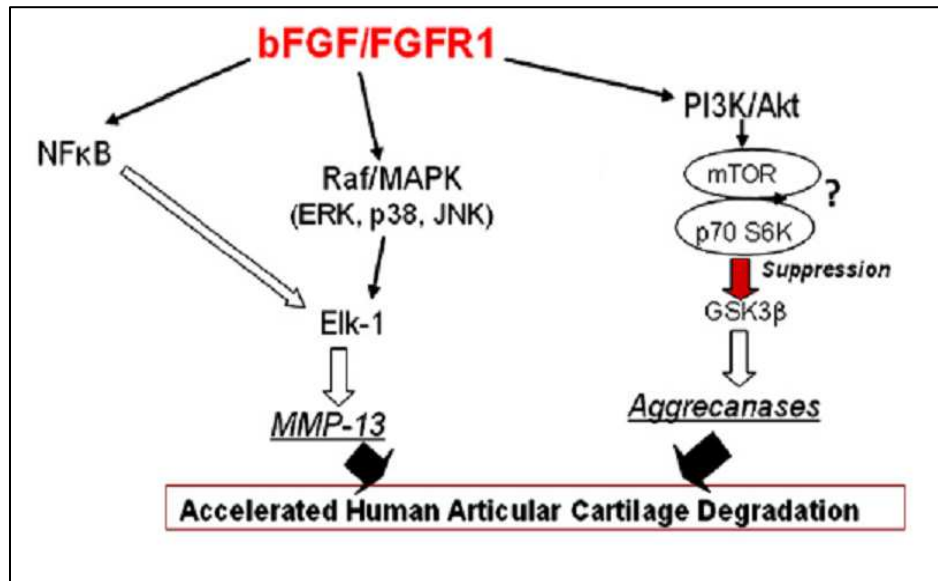 bFGF/FGFR1
NFκB
Raf/MAPK
(ERK, p38, JNK)
Elk-1
MMP-13
PI3K/Akt
mTOR
?
p70 S6K
Suppression
GSK3β
Aggrecanases
Accelerated Human Articular Cartilage Degradation